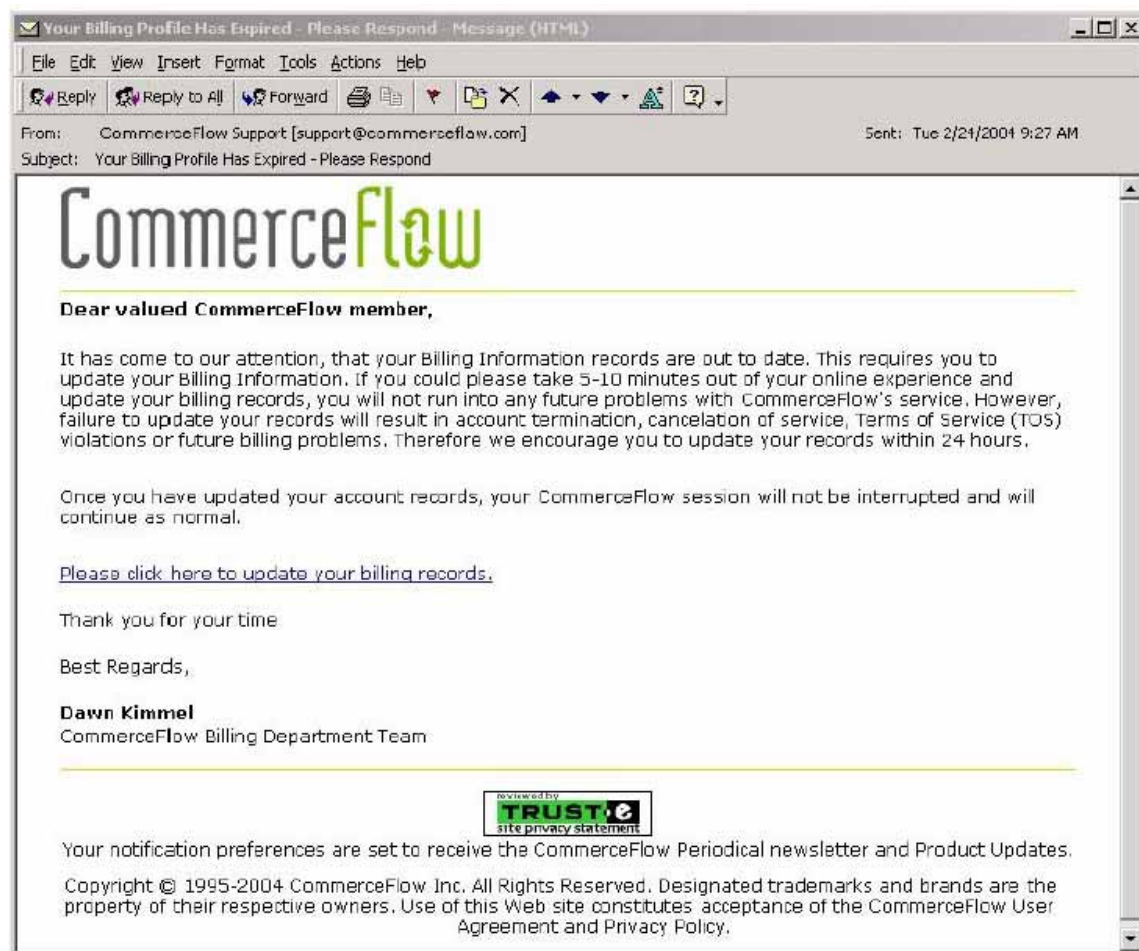 Your Billing Profile Has Expired - Please Respond - Message (HTML)
File Edit View Insert Format Tools Actions Help
Reply Reply to All Forward
From: CommerceFlow Support [support@commerceflaw.com] Sent: Tue 2/24/2004 9:27 AM
Subject: Your Billing Profile Has Expired - Please Respond
CommerceFlow
Dear valued CommerceFlow member,
It has come to our attention, that your Billing Information records are out to date. This requires you to
update your Billing Information. If you could please take 5-10 minutes out of your online experience and
update your billing records, you will not run into any future problems with CommerceFlow's service. However,
failure to update your records will result in account termination, cancelation of service, Terms of Service (TOS)
violations or future billing problems. Therefore we encourage you to update your records within 24 hours.
Once you have updated your account records, your CommerceFlow session will not be interrupted and will
continue as normal.
Please click here to update your billing records.
Thank you for your time
Best Regards,
Dawn Kimmel
CommerceFlow Billing Department Team
reviewed by
TRUST e
site privacy statement
Your notification preferences are set to receive the CommerceFlow Periodical newsletter and Product Updates.
Copyright © 1995-2004 CommerceFlow Inc. All Rights Reserved. Designated trademarks and brands are the
property of their respective owners. Use of this Web site constitutes acceptance of the CommerceFlow User
Agreement and Privacy Policy.